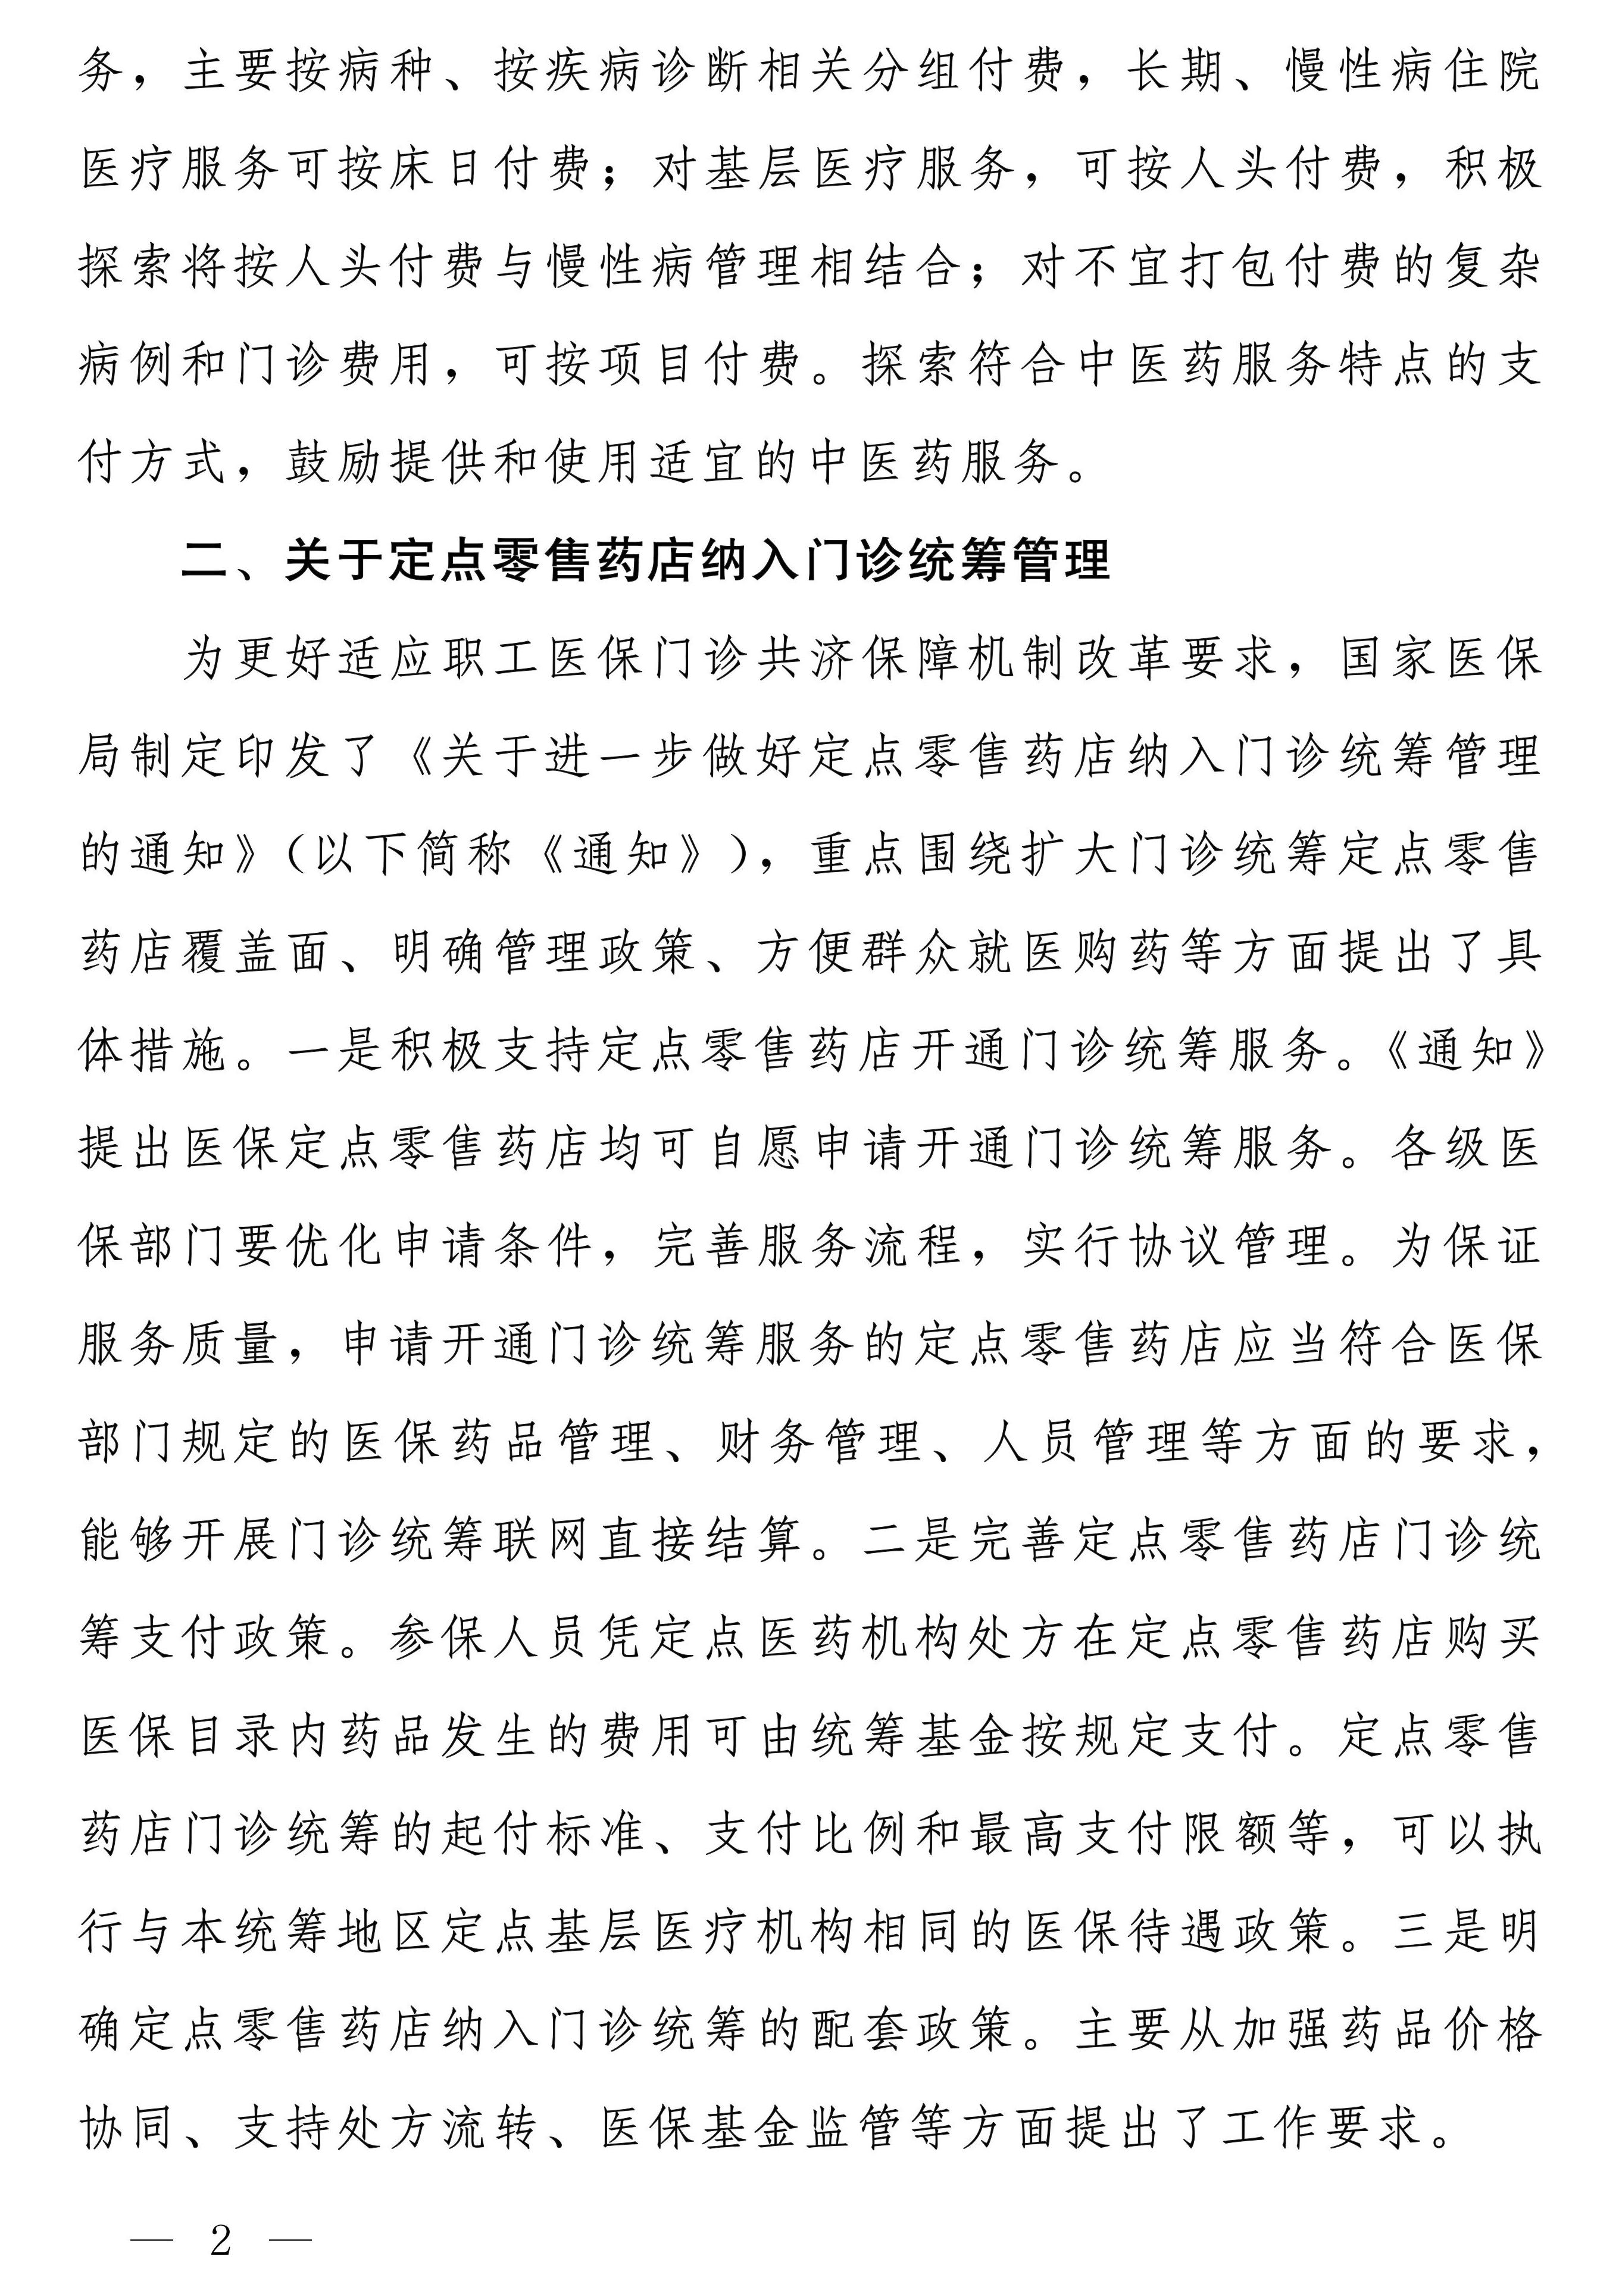 务，主要按病种、按疾病诊断相关分组付费，长期、慢性病住院
医疗服务可按床日付费；对基层医疗服务，可按人头付费，积极
探索将按人头付费与慢性病管理相结合；对不宜打包付费的复杂
病例和门诊费用，可按项目付费。探索符合中医药服务特点的支
付方式，鼓励提供和使用适宜的中医药服务。
二、关于定点零售药店纳入门诊统筹管理
为更好适应职工医保门诊共济保障机制改革要求，国家医保
局制定印发了《关于进一步做好定点零售药店纳入门诊统筹管理
的通知》（以下简称《通知》），重点围绕扩大门诊统筹定点零售
药店覆盖面、明确管理政策、方便群众就医购药等方面提出了具
体措施。一是积极支持定点零售药店开通门诊统筹服务。《通知》
提出医保定点零售药店均可自愿申请开通门诊统筹服务。各级医
保部门要优化申请条件，完善服务流程，实行协议管理。为保证
服务质量，申请开通门诊统筹服务的定点零售药店应当符合医保
部门规定的医保药品管理、财务管理、人员管理等方面的要求，
能够开展门诊统筹联网直接结算。二是完善定点零售药店门诊统
筹支付政策。参保人员凭定点医药机构处方在定点零售药店购买
医保目录内药品发生的费用可由统筹基金按规定支付。定点零售
药店门诊统筹的起付标准、支付比例和最高支付限额等，可以执
行与本统筹地区定点基层医疗机构相同的医保待遇政策。三是明
确定点零售药店纳入门诊统筹的配套政策。主要从加强药品价格
协同、支持处方流转、医保基金监管等方面提出了工作要求。
— 2 —